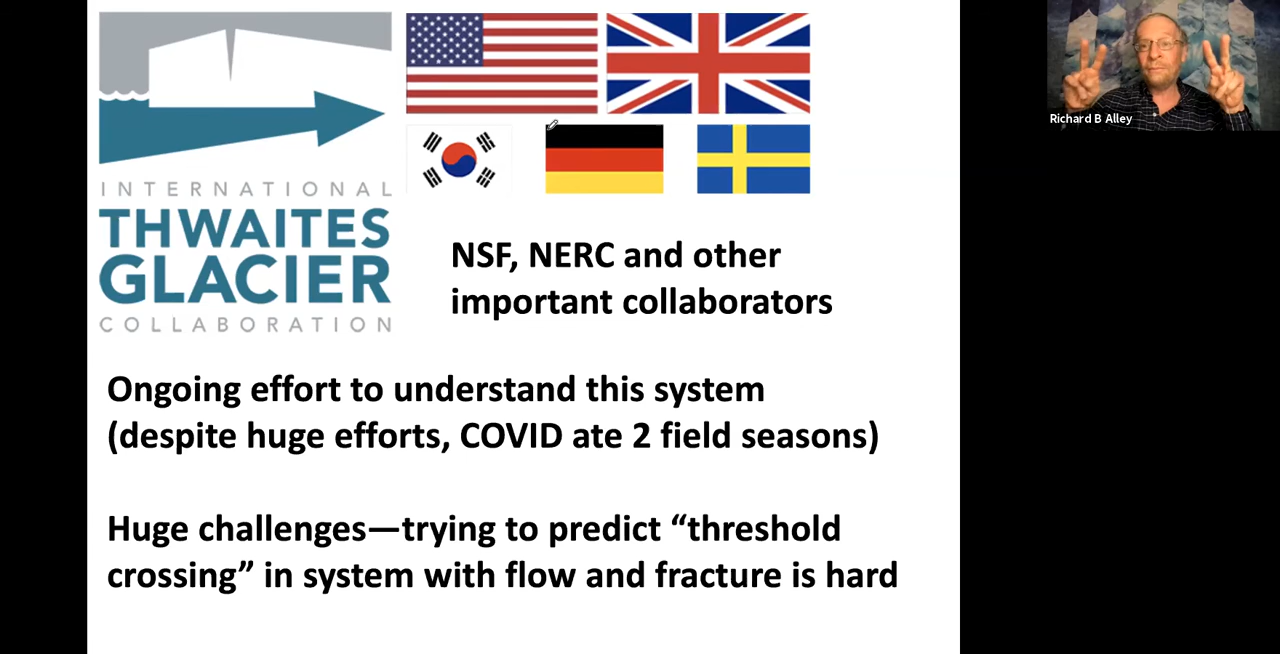 INTERNATIONAL
THWAITES
GLACIER
COLLABORATION
NSF, NERC and other
important collaborators
Ongoing effort to understand this system
(despite huge efforts, COVID ate 2 field seasons)
Huge challenges—trying to predict “threshold
crossing” in system with flow and fracture is hard
Richard B Alley